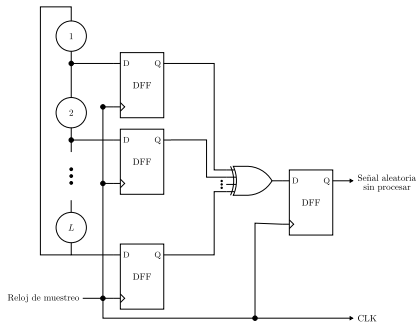 1
D Q
DFF
2
D Q
DFF
L
D Q
DFF
D Q
DFF
Señal aleatoria
sin procesar
Reloj de muestreo
CLK